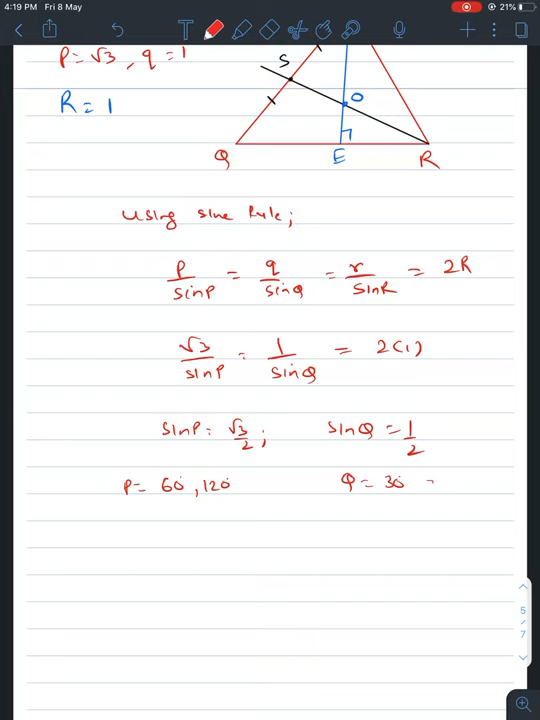 4:19 PM Fri 8 May
21%
P = √3 , q = 1
R = 1
S
O
Q
E
R
Using sine Rule;
p/sinP = q/sinQ = r/sinR = 2R
√3/sinP = 1/sinQ = 2(1)
sinP = √3/2 ; sinQ = 1/2
P = 60°, 120° Q = 30°
5
/
7